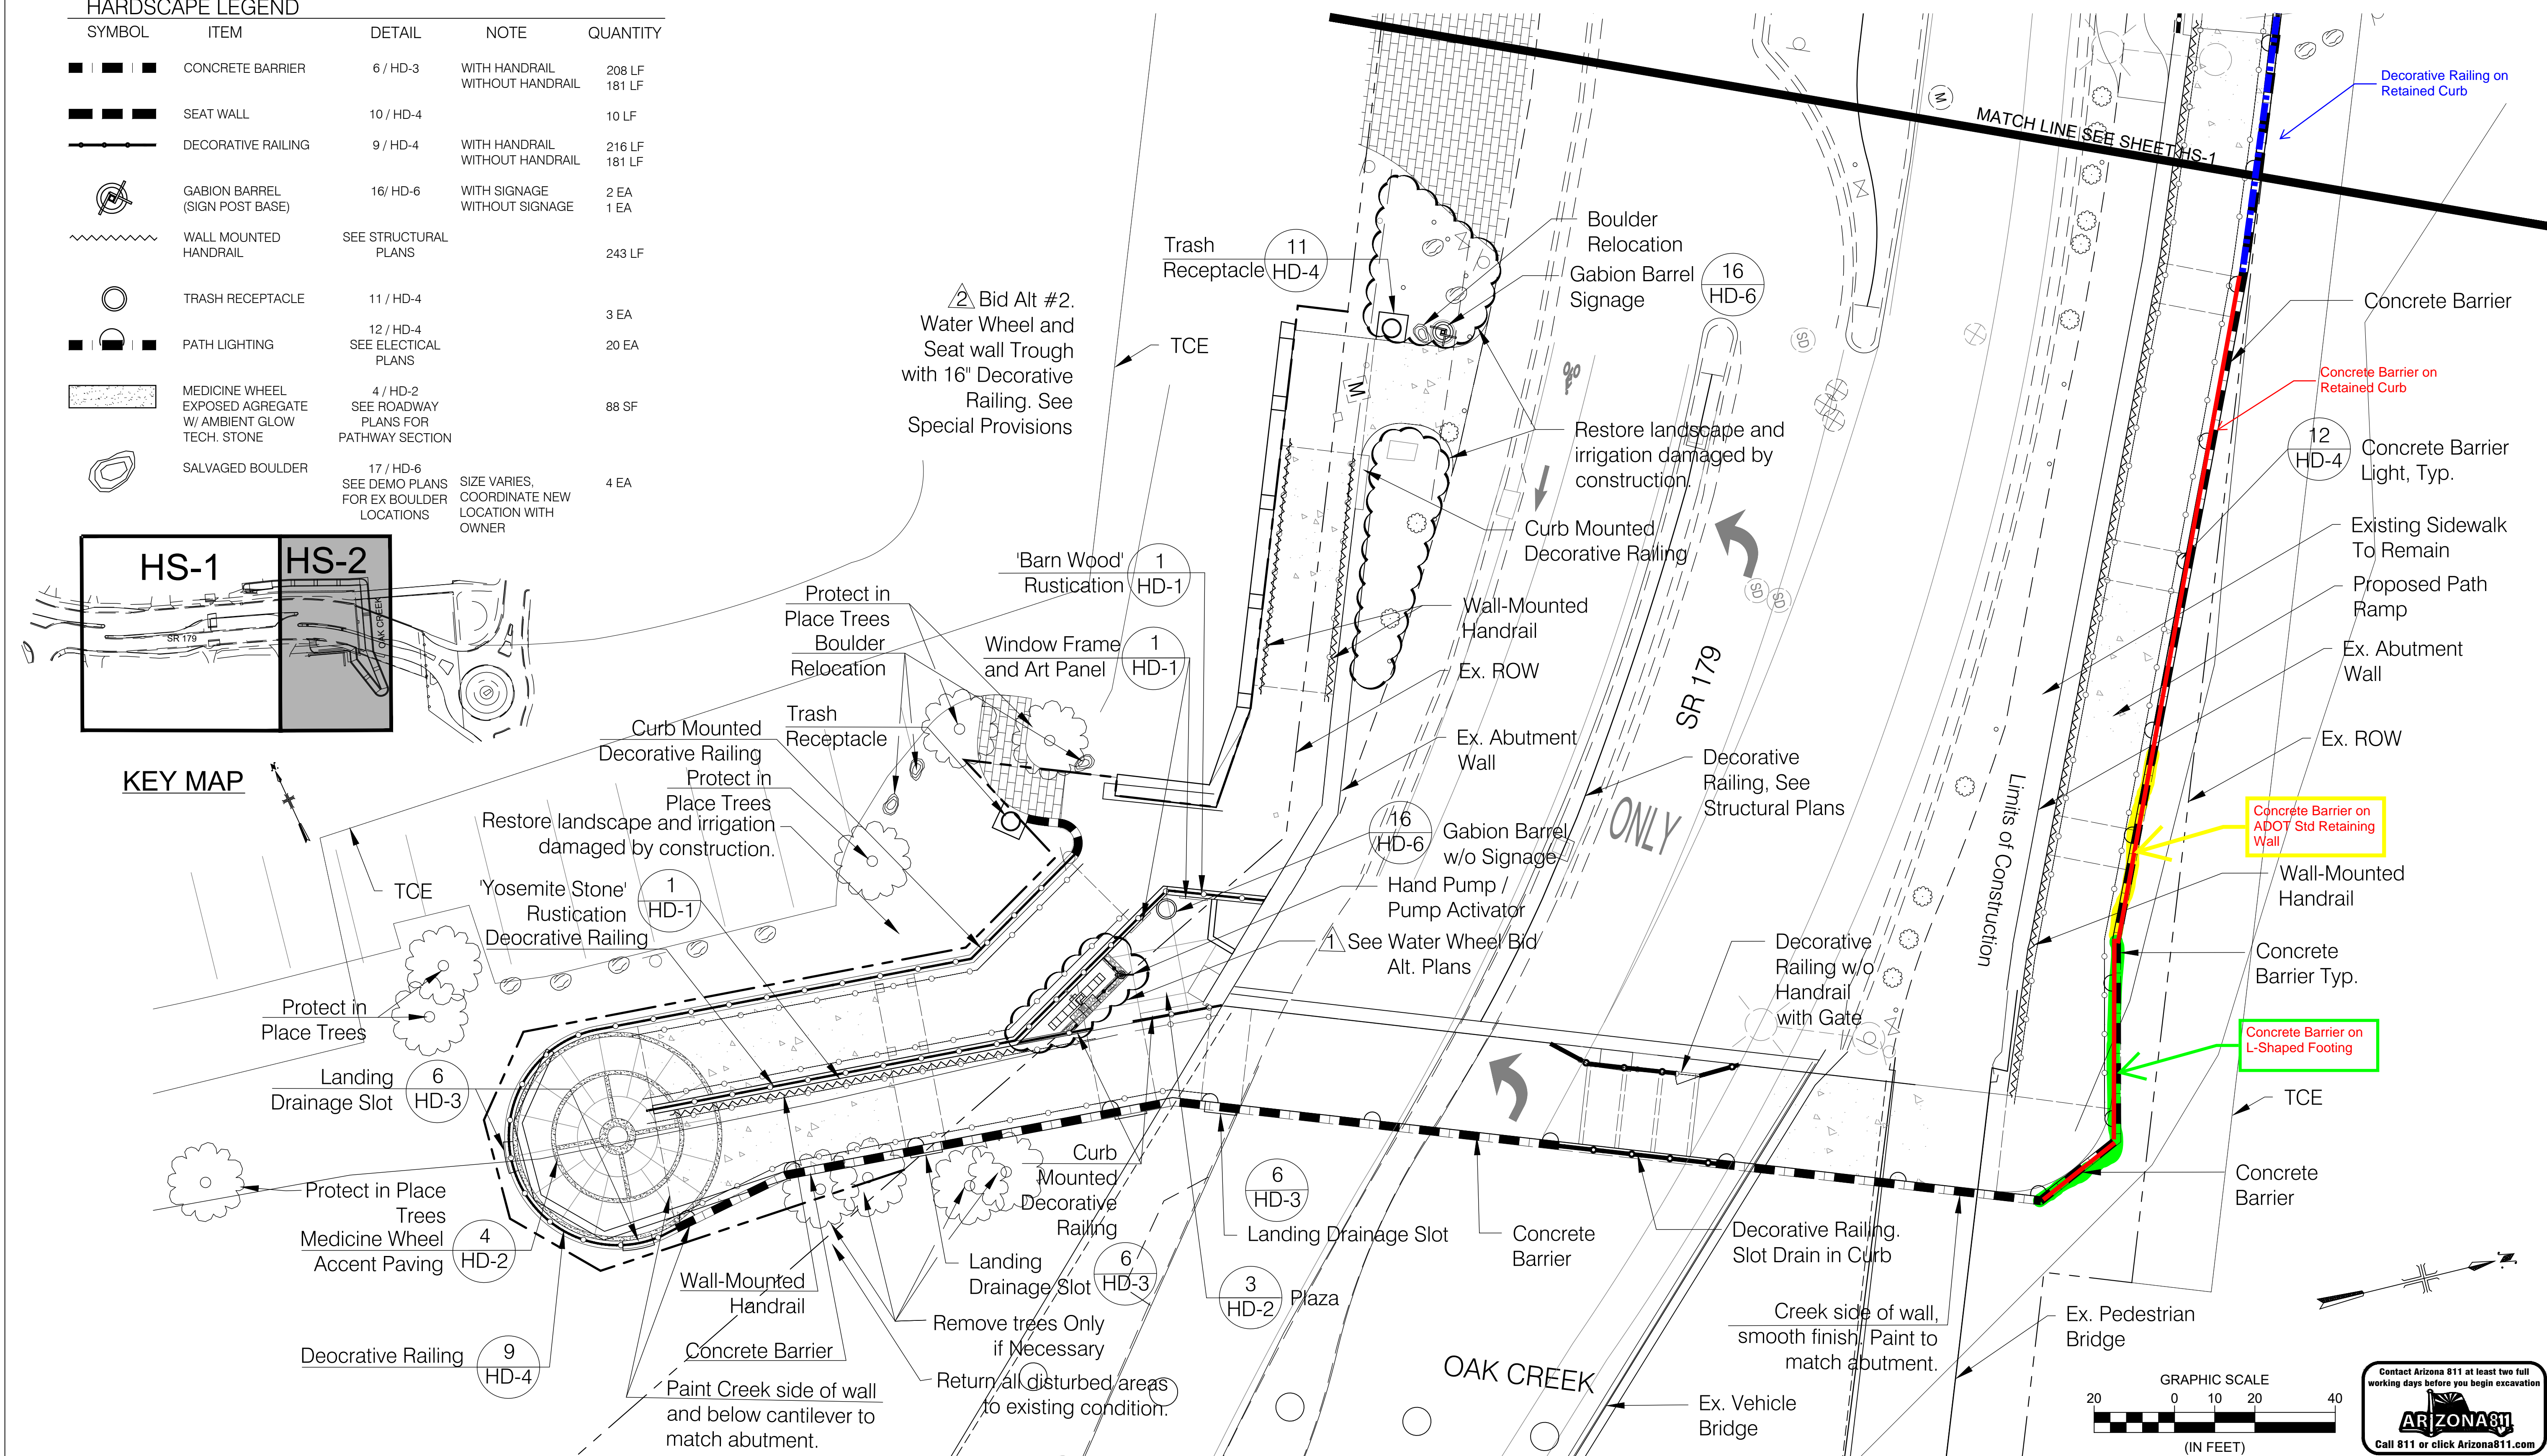 HARDSCAPE LEGEND
SYMBOL ITEM DETAIL NOTE QUANTITY
CONCRETE BARRIER 6 / HD-3 WITH HANDRAIL 208 LF
WITHOUT HANDRAIL 181 LF
SEAT WALL 10 / HD-4 10 LF
DECORATIVE RAILING 9 / HD-4 WITH HANDRAIL 216 LF
WITHOUT HANDRAIL 181 LF
GABION BARREL 16/ HD-6 WITH SIGNAGE 2 EA
(SIGN POST BASE) WITHOUT SIGNAGE 1 EA
WALL MOUNTED SEE STRUCTURAL
HANDRAIL PLANS 243 LF
TRASH RECEPTACLE 11 / HD-4
3 EA
12 / HD-4
PATH LIGHTING SEE ELECTICAL 20 EA
PLANS
MEDICINE WHEEL 4 / HD-2
EXPOSED AGREGATE SEE ROADWAY 88 SF
W/ AMBIENT GLOW PLANS FOR
TECH. STONE PATHWAY SECTION
SALVAGED BOULDER 17 / HD-6
SEE DEMO PLANS SIZE VARIES, 4 EA
FOR EX BOULDER COORDINATE NEW
LOCATIONS LOCATION WITH
OWNER
HS-1
HS-2
SR 179
OAK CREEK
KEY MAP
2 Bid Alt #2.
Water Wheel and
Seat wall Trough
with 16" Decorative
Railing. See
Special Provisions
TCE
Trash
Receptacle
11
HD-4
Boulder
Relocation
Gabion Barrel
Signage
16
HD-6
M
M
MATCH LINE SEE SHEET HS-1
Decorative Railing on
Retained Curb
Concrete Barrier
Concrete Barrier on
Retained Curb
12
HD-4
Concrete Barrier
Light, Typ.
Existing Sidewalk
To Remain
Proposed Path
Ramp
Ex. Abutment
Wall
Ex. ROW
Concrete Barrier on
ADOT Std Retaining
Wall
Wall-Mounted
Handrail
Concrete
Barrier Typ.
Concrete Barrier on
L-Shaped Footing
TCE
Concrete
Barrier
Restore landscape and
irrigation damaged by
construction.
Curb Mounted
Decorative Railing
Wall-Mounted
Handrail
Ex. ROW
Ex. Abutment
Wall
SR 179
SD
SD
SD
ONLY
Limits of Construction
Decorative
Railing, See
Structural Plans
'Barn Wood'
Rustication
1
HD-1
Window Frame
and Art Panel
1
HD-1
Protect in
Place Trees
Boulder
Relocation
Trash
Receptacle
Curb Mounted
Decorative Railing
Protect in
Place Trees
Restore landscape and irrigation
damaged by construction.
'Yosemite Stone'
Rustication
1
HD-1
Deocrative Railing
TCE
16
HD-6
Gabion Barrel
w/o Signage
Hand Pump /
Pump Activator
1 See Water Wheel Bid
Alt. Plans
Decorative
Railing w/o
Handrail
with Gate
Protect in
Place Trees
Landing
Drainage Slot
6
HD-3
Protect in Place
Trees
Medicine Wheel
Accent Paving
4
HD-2
Deocrative Railing
9
HD-4
Wall-Mounted
Handrail
Concrete Barrier
Paint Creek side of wall
and below cantilever to
match abutment.
Curb
Mounted
Decorative
Railing
Landing
Drainage Slot
6
HD-3
Remove trees Only
if Necessary
Return all disturbed areas
to existing condition.
6
HD-3
Landing Drainage Slot
3
HD-2
Plaza
Concrete
Barrier
Decorative Railing.
Slot Drain in Curb
Creek side of wall,
smooth finish. Paint to
match abutment.
OAK CREEK
Ex. Vehicle
Bridge
Ex. Pedestrian
Bridge
GRAPHIC SCALE
20 0 10 20 40
(IN FEET)
Contact Arizona 811 at least two full
working days before you begin excavation
ARIZONA811
Call 811 or click Arizona811.com